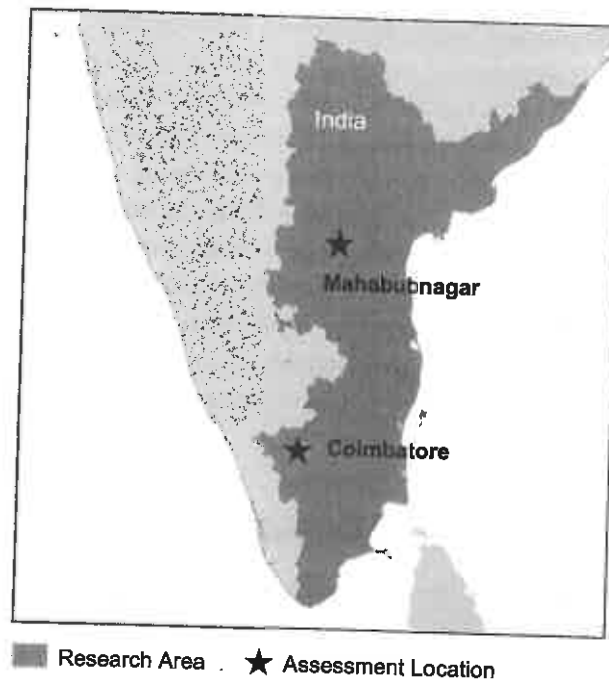 India
Mahabubnagar
Coimbatore
Research Area
Assessment Location